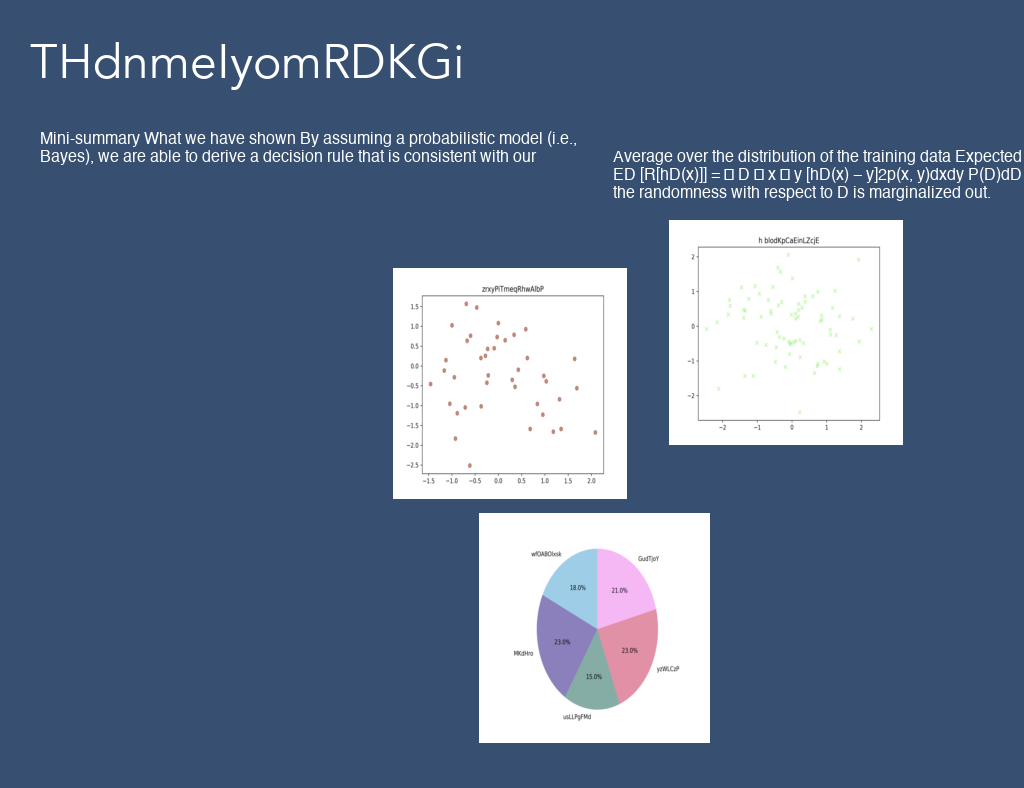 THdnmeIyomRDKGi
Mini-summary What we have shown By assuming a probabilistic model (i.e.,
Bayes), we are able to derive a decision rule that is consistent with our
Average over the distribution of the training data Expected
ED [R[hD(x)]] = � D � x � y [hD(x) – y]2p(x, y)dxdy P(D)dD
the randomness with respect to D is marginalized out.
h blodKpCaEinLZcjE
2
1
0
−1
−2
−2 −1 0 1 2
zrxyPiTmeqRhwAlbP
1.5
1.0
0.5
0.0
−0.5
−1.0
−1.5
−2.0
−2.5
−1.5 −1.0 −0.5 0.0 0.5 1.0 1.5 2.0
wfOABOlxsk
GudTjoY
18.0%
21.0%
23.0%
23.0%
MKdHro
yzWLCzP
15.0%
usLLPgFMd